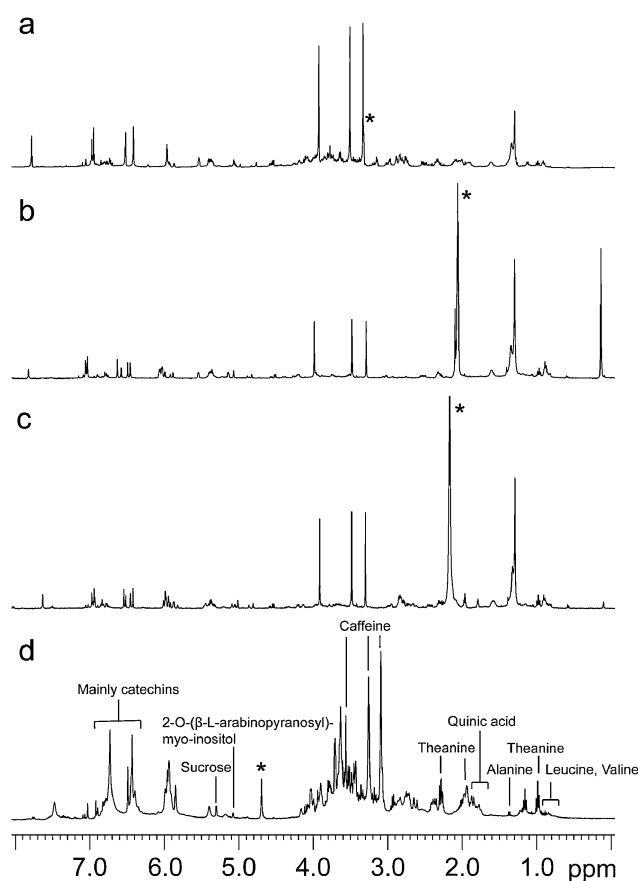 a
*
b
*
c
*
d
Caffeine
Mainly catechins
2-O-(β-L-arabinopyranosyl)-
myo-inositol
Quinic acid
Sucrose
*
Theanine
Theanine
Alanine
Leucine, Valine
7.0 6.0 5.0 4.0 3.0 2.0 1.0 ppm